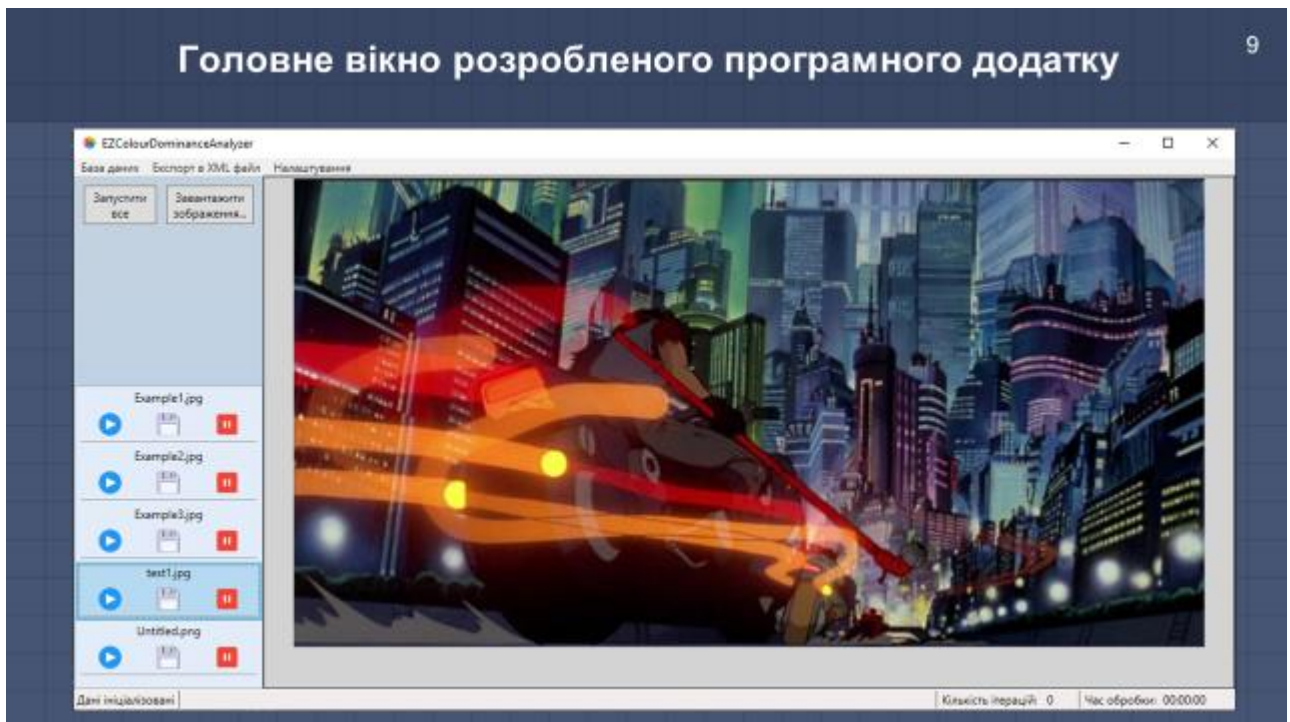 Головне вікно розробленого програмного додатку
9
EZColourDominanceAnalyzer
База даних Експорт в XML файл Налаштування
Запустити все
Завантажити зображення...
Example1.jpg
Example2.jpg
Example3.jpg
test1.jpg
Untitled.png
Дані ініціалізовані
Кількість ітерацій: 0
Час обробки: 00:00:00